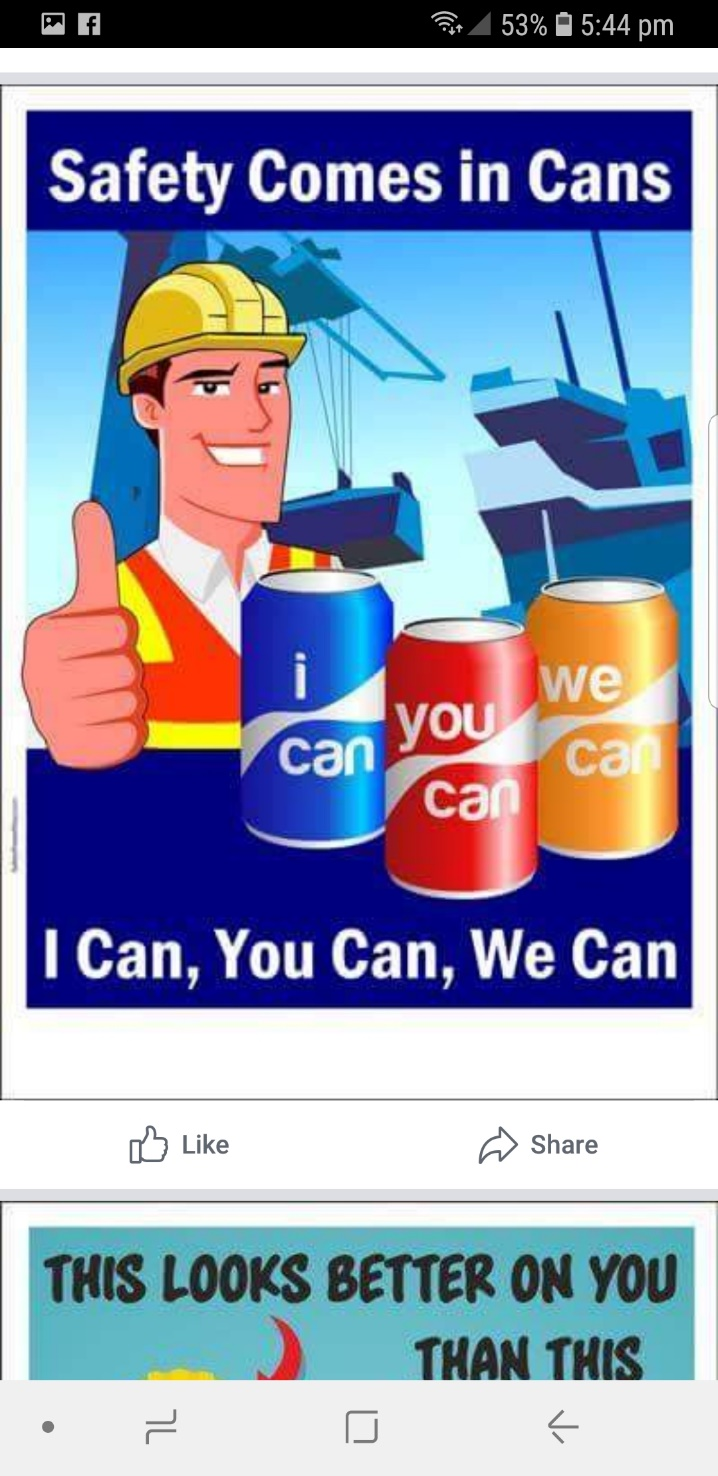 53% 5:44 pm
Safety Comes in Cans
i
can
you
can
we
can
I Can, You Can, We Can
Like Share
THIS LOOKS BETTER ON YOU
THAN THIS